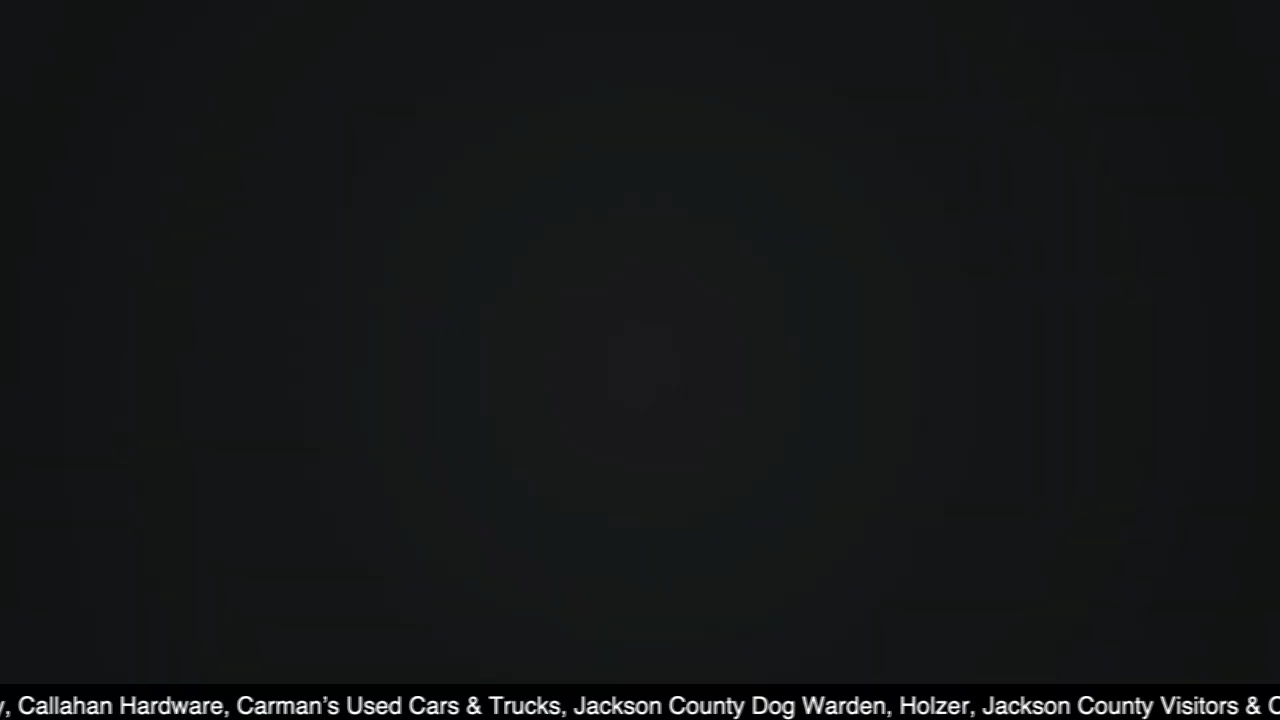 , Callahan Hardware, Carman's Used Cars & Trucks, Jackson County Dog Warden, Holzer, Jackson County Visitors &